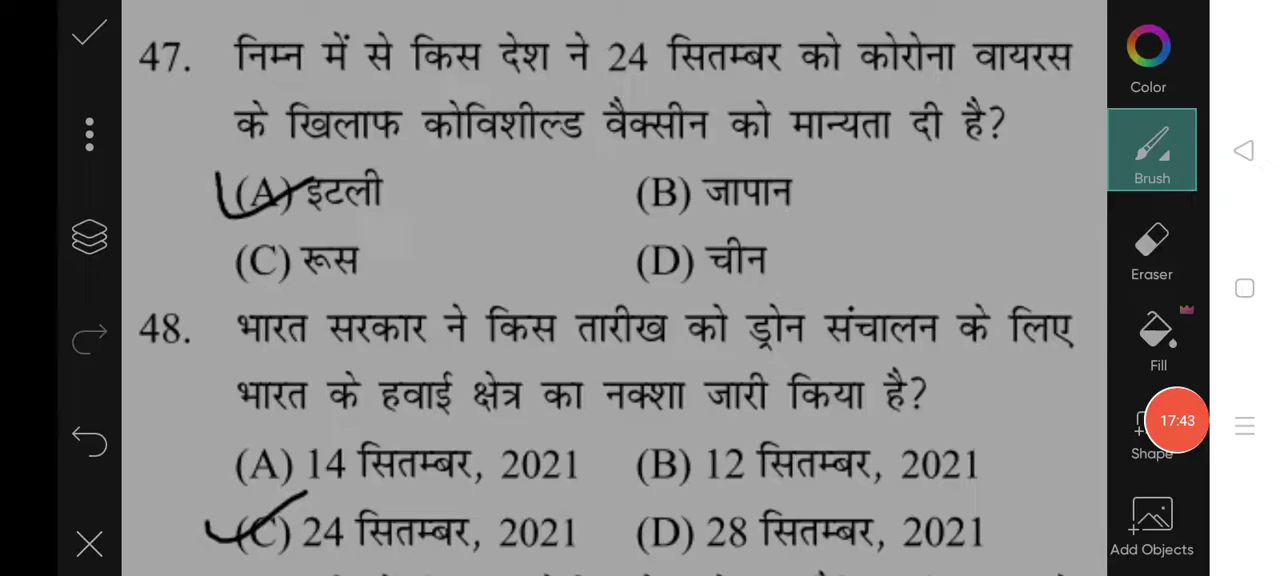 47. निम्न में से किस देश ने 24 सितम्बर को कोरोना वायरस
के खिलाफ कोविशील्ड वैक्सीन को मान्यता दी है?
(A) इटली (B) जापान
(C) रूस (D) चीन
48. भारत सरकार ने किस तारीख को ड्रोन संचालन के लिए
भारत के हवाई क्षेत्र का नक्शा जारी किया है?
(A) 14 सितम्बर, 2021 (B) 12 सितम्बर, 2021
(C) 24 सितम्बर, 2021 (D) 28 सितम्बर, 2021
Color
Brush
Eraser
Fill
17:43
Shape
Add Objects